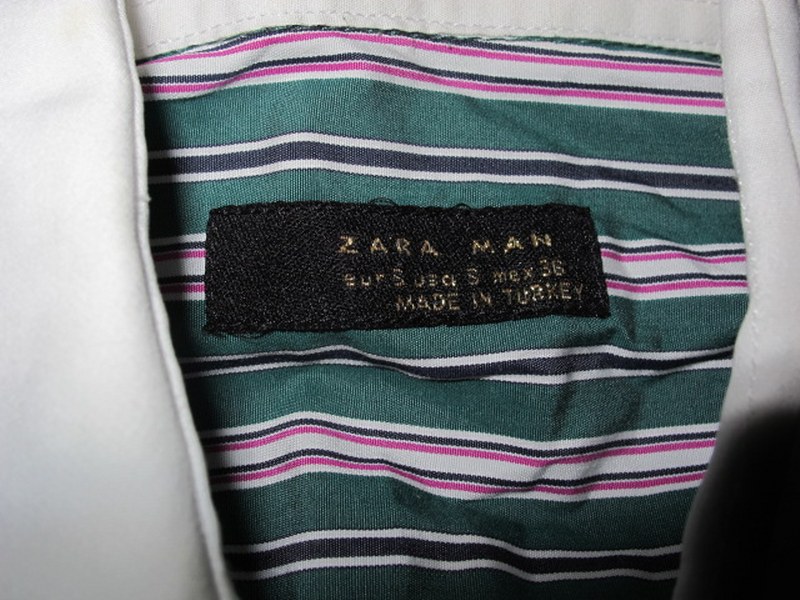 ZARA MAN
eur S usa S mex 36
MADE IN TURKEY